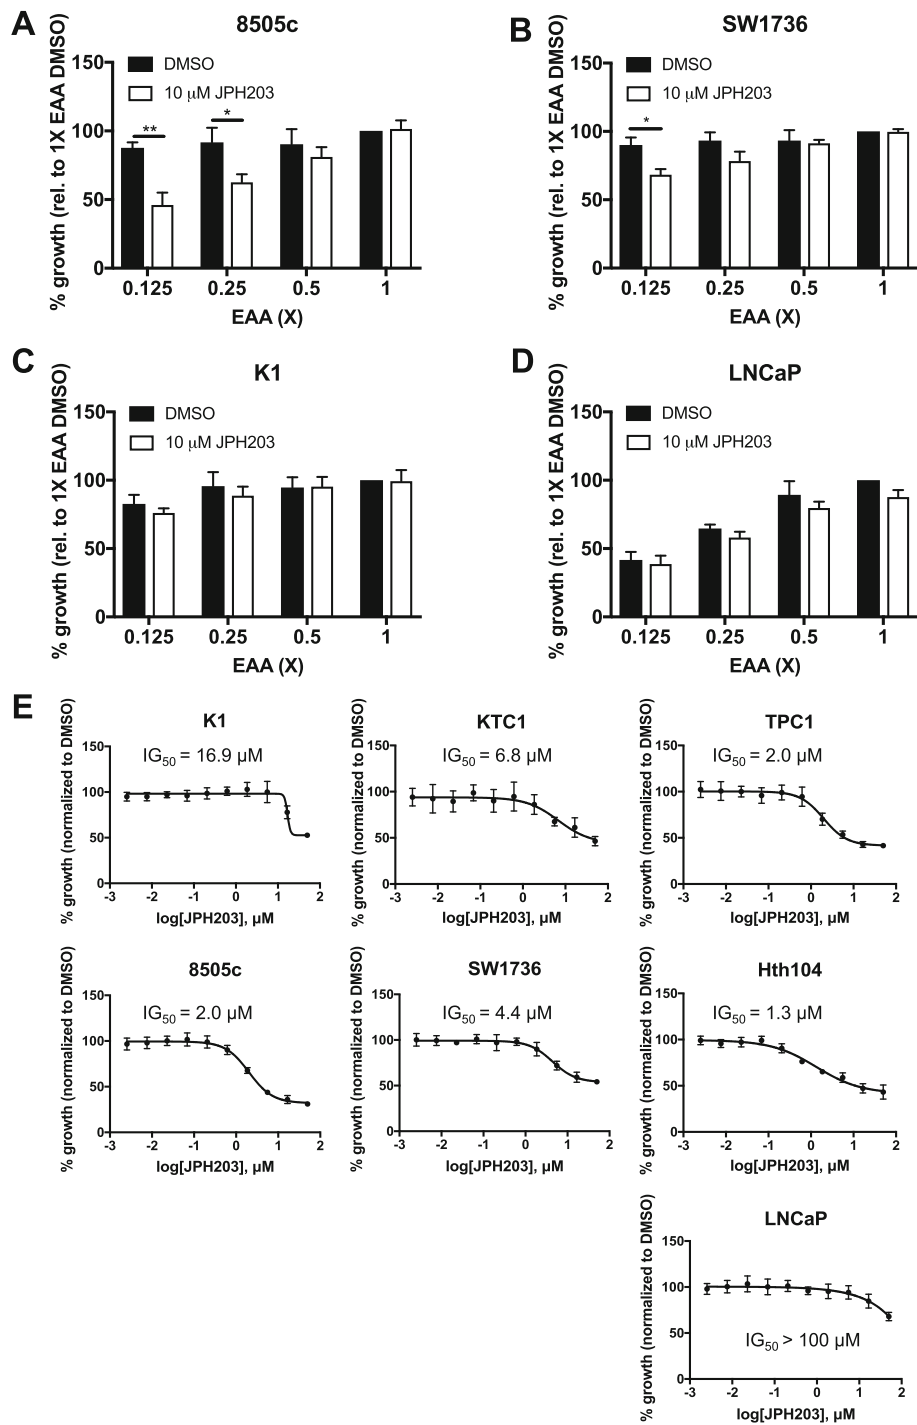 A
8505c
% growth (rel. to 1X EAA DMSO)
150
100
50
0
DMSO
10 μM JPH203
**
*
0.125 0.25 0.5 1
EAA (X)
B
SW1736
% growth (rel. to 1X EAA DMSO)
150
100
50
0
DMSO
10 μM JPH203
*
0.125 0.25 0.5 1
EAA (X)
C
K1
% growth (rel. to 1X EAA DMSO)
150
100
50
0
DMSO
10 μM JPH203
0.125 0.25 0.5 1
EAA (X)
D
LNCaP
% growth (rel. to 1X EAA DMSO)
150
100
50
0
DMSO
10 μM JPH203
0.125 0.25 0.5 1
EAA (X)
E
K1
% growth (normalized to DMSO)
150
100
50
0
IG50 = 16.9 μM
-3 -2 -1 0 1 2
log[JPH203], μM
KTC1
% growth (normalized to DMSO)
150
100
50
0
IG50 = 6.8 μM
-3 -2 -1 0 1 2
log[JPH203], μM
TPC1
% growth (normalized to DMSO)
150
100
50
0
IG50 = 2.0 μM
-3 -2 -1 0 1 2
log[JPH203], μM
8505c
% growth (normalized to DMSO)
150
100
50
0
IG50 = 2.0 μM
-3 -2 -1 0 1 2
log[JPH203], μM
SW1736
% growth (normalized to DMSO)
150
100
50
0
IG50 = 4.4 μM
-3 -2 -1 0 1 2
log[JPH203], μM
Hth104
% growth (normalized to DMSO)
150
100
50
0
IG50 = 1.3 μM
-3 -2 -1 0 1 2
log[JPH203], μM
LNCaP
% growth (normalized to DMSO)
150
100
50
0
IG50 > 100 μM
-3 -2 -1 0 1 2
log[JPH203], μM